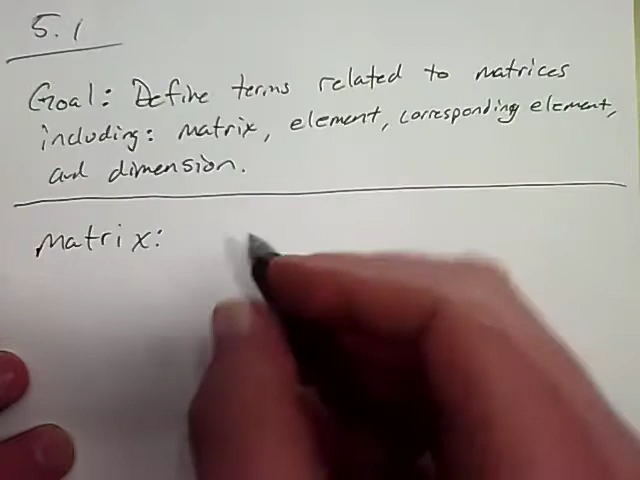 5.1
Goal: Define terms related to matrices
including: matrix, element, corresponding element,
and dimension.
Matrix: